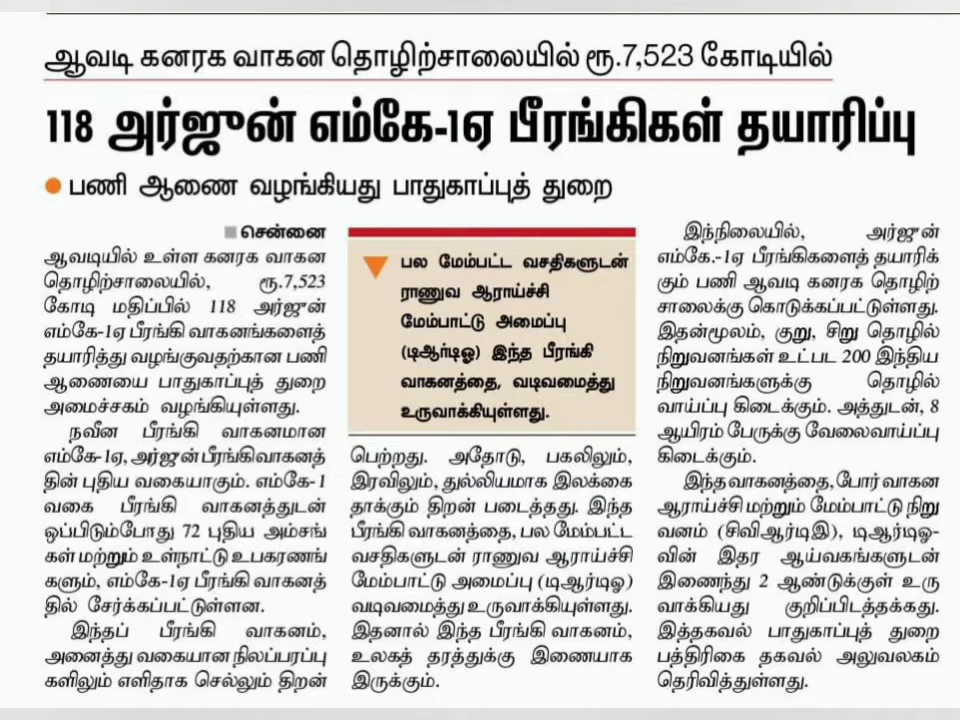 ஆவடி கனரக வாகன தொழிற்சாலையில் ரூ.7,523 கோடியில்
118 அர்ஜுன் எம்கே-1ஏ பீரங்கிகள் தயாரிப்பு
பணி ஆணை வழங்கியது பாதுகாப்புத் துறை
சென்னை
ஆவடியில் உள்ள கனரக வாகன
தொழிற்சாலையில், ரூ.7,523
கோடி மதிப்பில் 118 அர்ஜுன்
எம்கே-1ஏ பீரங்கி வாகனங்களைத்
தயாரித்து வழங்குவதற்கான பணி
ஆணையை பாதுகாப்புத் துறை
அமைச்சகம் வழங்கியுள்ளது.
நவீன பீரங்கி வாகனமான
எம்கே-1ஏ, அர்ஜுன் பீரங்கி வாகனத்
தின் புதிய வகையாகும். எம்கே-1
வகை பீரங்கி வாகனத்துடன்
ஒப்பிடும்போது 72 புதிய அம்சங்
கள் மற்றும் உள்நாட்டு உபகரணங்
களும், எம்கே-1ஏ பீரங்கி வாகனத்
தில் சேர்க்கப்பட்டுள்ளன.
இந்தப் பீரங்கி வாகனம்,
அனைத்து வகையான நிலப்பரப்பு
களிலும் எளிதாக செல்லும் திறன்
பல மேம்பட்ட வசதிகளுடன்
ராணுவ ஆராய்ச்சி
மேம்பாட்டு அமைப்பு
(டிஆர்டிஓ) இந்த பீரங்கி
வாகனத்தை, வடிவமைத்து
உருவாக்கியுள்ளது.
பெற்றது. அதோடு, பகலிலும்,
இரவிலும், துல்லியமாக இலக்கை
தாக்கும் திறன் படைத்தது. இந்த
பீரங்கி வாகனத்தை, பல மேம்பட்ட
வசதிகளுடன் ராணுவ ஆராய்ச்சி
மேம்பாட்டு அமைப்பு (டிஆர்டிஓ)
வடிவமைத்து உருவாக்கியுள்ளது.
இதனால் இந்த பீரங்கி வாகனம்,
உலகத் தரத்துக்கு இணையாக
இருக்கும்.
இந்நிலையில், அர்ஜுன்
எம்கே.-1ஏ பீரங்கிகளைத் தயாரிக்
கும் பணி ஆவடி கனரக தொழிற்
சாலைக்கு கொடுக்கப்பட்டுள்ளது.
இதன்மூலம், குறு, சிறு தொழில்
நிறுவனங்கள் உட்பட 200 இந்திய
நிறுவனங்களுக்கு தொழில்
வாய்ப்பு கிடைக்கும். அத்துடன், 8
ஆயிரம் பேருக்கு வேலைவாய்ப்பு
கிடைக்கும்.
இந்த வாகனத்தை, போர் வாகன
ஆராய்ச்சி மற்றும் மேம்பாட்டு நிறு
வனம் (சிவிஆர்டிஇ), டிஆர்டிஓ-
வின் இதர ஆய்வகங்களுடன்
இணைந்து 2 ஆண்டுக்குள் உரு
வாக்கியது குறிப்பிடத்தக்கது.
இத்தகவல் பாதுகாப்புத் துறை
பத்திரிகை தகவல் அலுவலகம்
தெரிவித்துள்ளது.